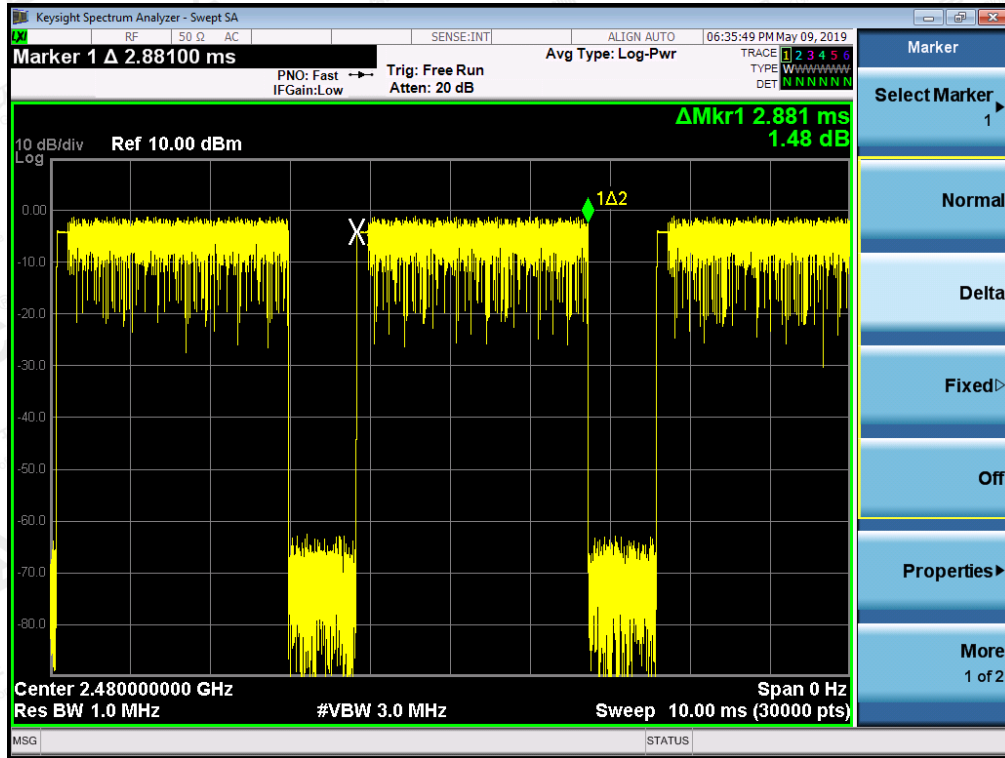 Keysight Spectrum Analyzer - Swept SA
LXI RF 50 Ω AC SENSE:INT ALIGN AUTO 06:35:49 PM May 09, 2019
Marker 1 Δ 2.88100 ms
PNO: Fast
IFGain:Low
Trig: Free Run
Atten: 20 dB
Avg Type: Log-Pwr
TRACE 1 2 3 4 5 6
TYPE WWWWWW
DET N N N N N N
ΔMkr1 2.881 ms
1.48 dB
10 dB/div Ref 10.00 dBm
Log
0.00
-10.0
-20.0
-30.0
-40.0
-50.0
-60.0
-70.0
-80.0
X
1Δ2
Center 2.480000000 GHz Span 0 Hz
Res BW 1.0 MHz #VBW 3.0 MHz Sweep 10.00 ms (30000 pts)
MSG STATUS
Marker
Select Marker
1
Normal
Delta
Fixed
Off
Properties
More
1 of 2